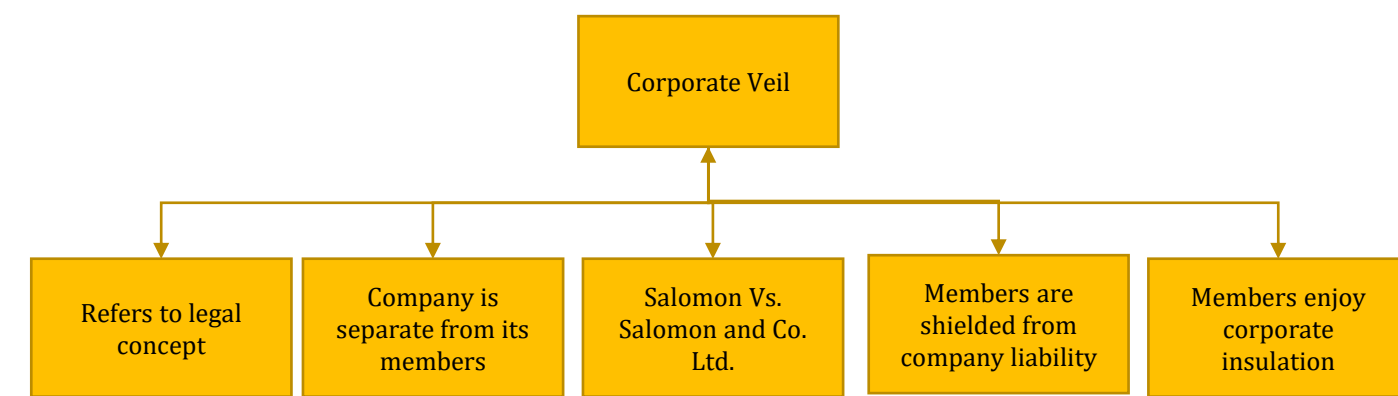 Corporate Veil
Refers to legal
concept
Company is
separate from its
members
Salomon Vs.
Salomon and Co.
Ltd.
Members are
shielded from
company liability
Members enjoy
corporate
insulation